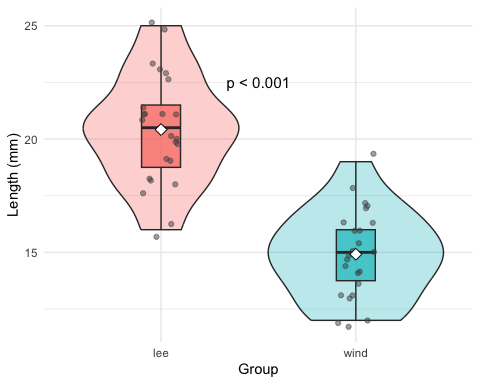 25
p < 0.001
20
Length (mm)
15
lee wind
Group